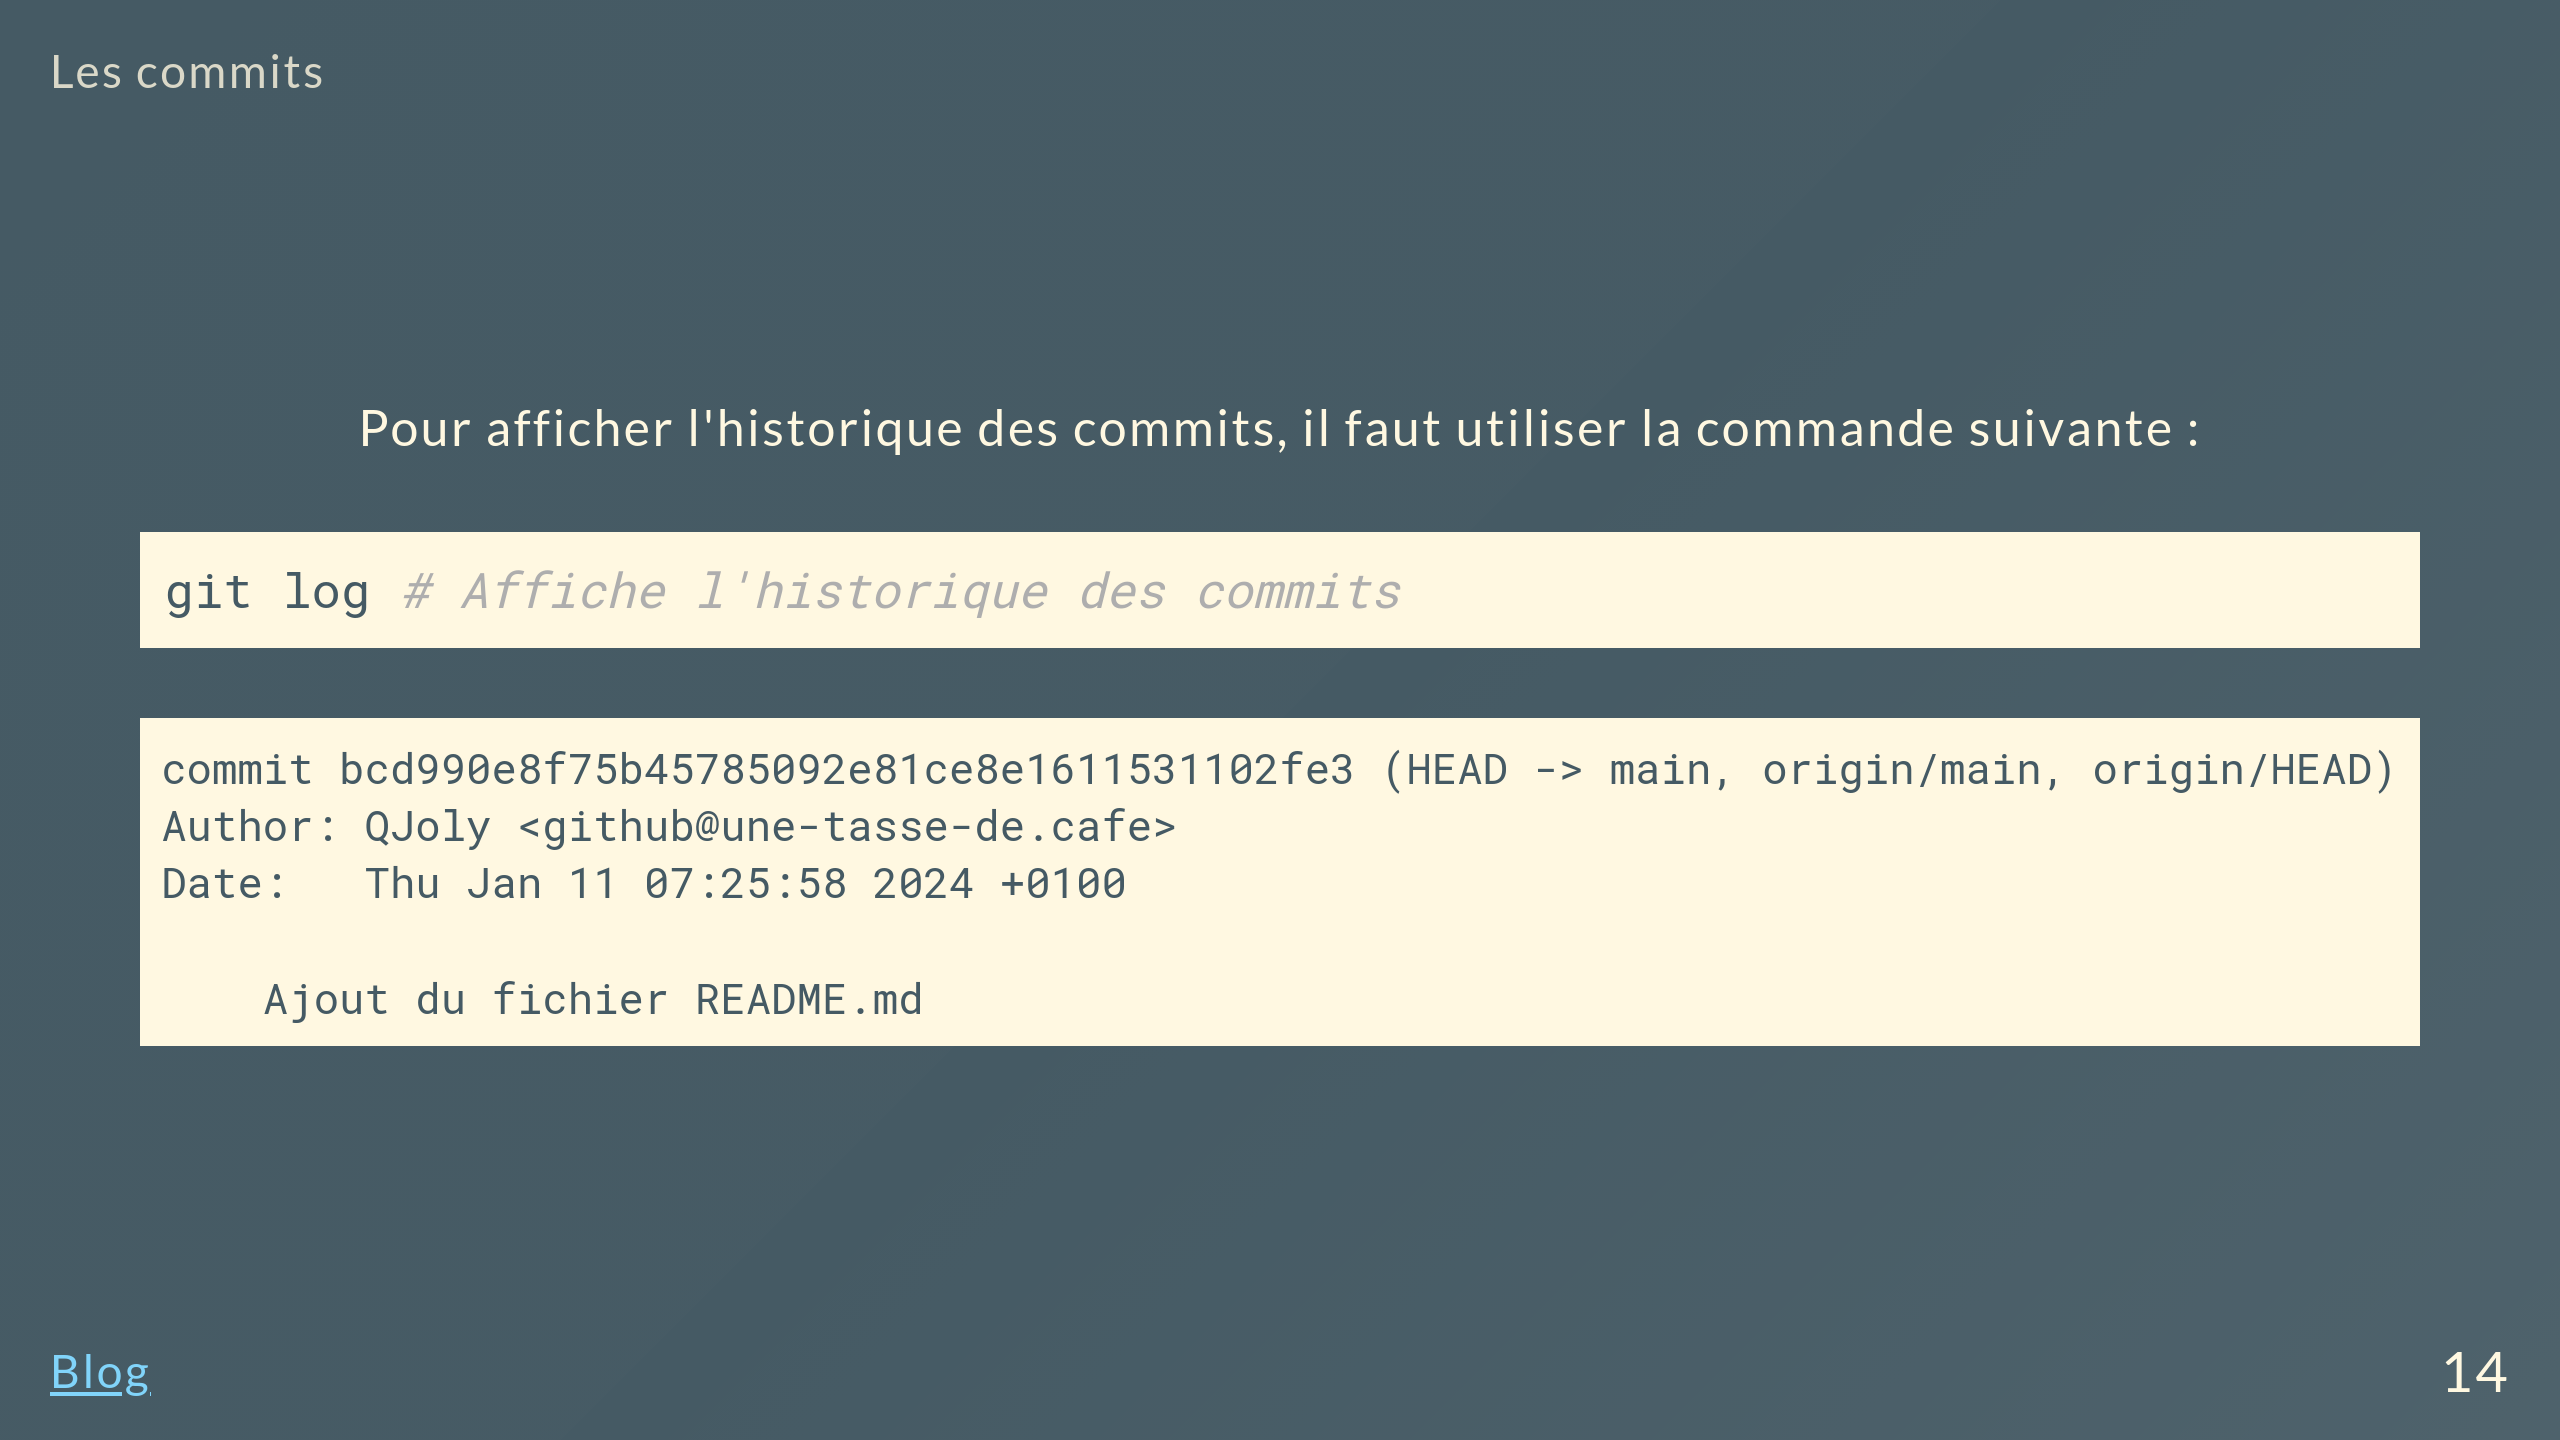 Les commits
Pour afficher l'historique des commits, il faut utiliser la commande suivante :
git log # Affiche l'historique des commits
commit bcd990e8f75b45785092e81ce8e1611531102fe3 (HEAD -> main, origin/main, origin/HEAD)
Author: QJoly <github@une-tasse-de.cafe>
Date:   Thu Jan 11 07:25:58 2024 +0100
    Ajout du fichier README.md
Blog
14